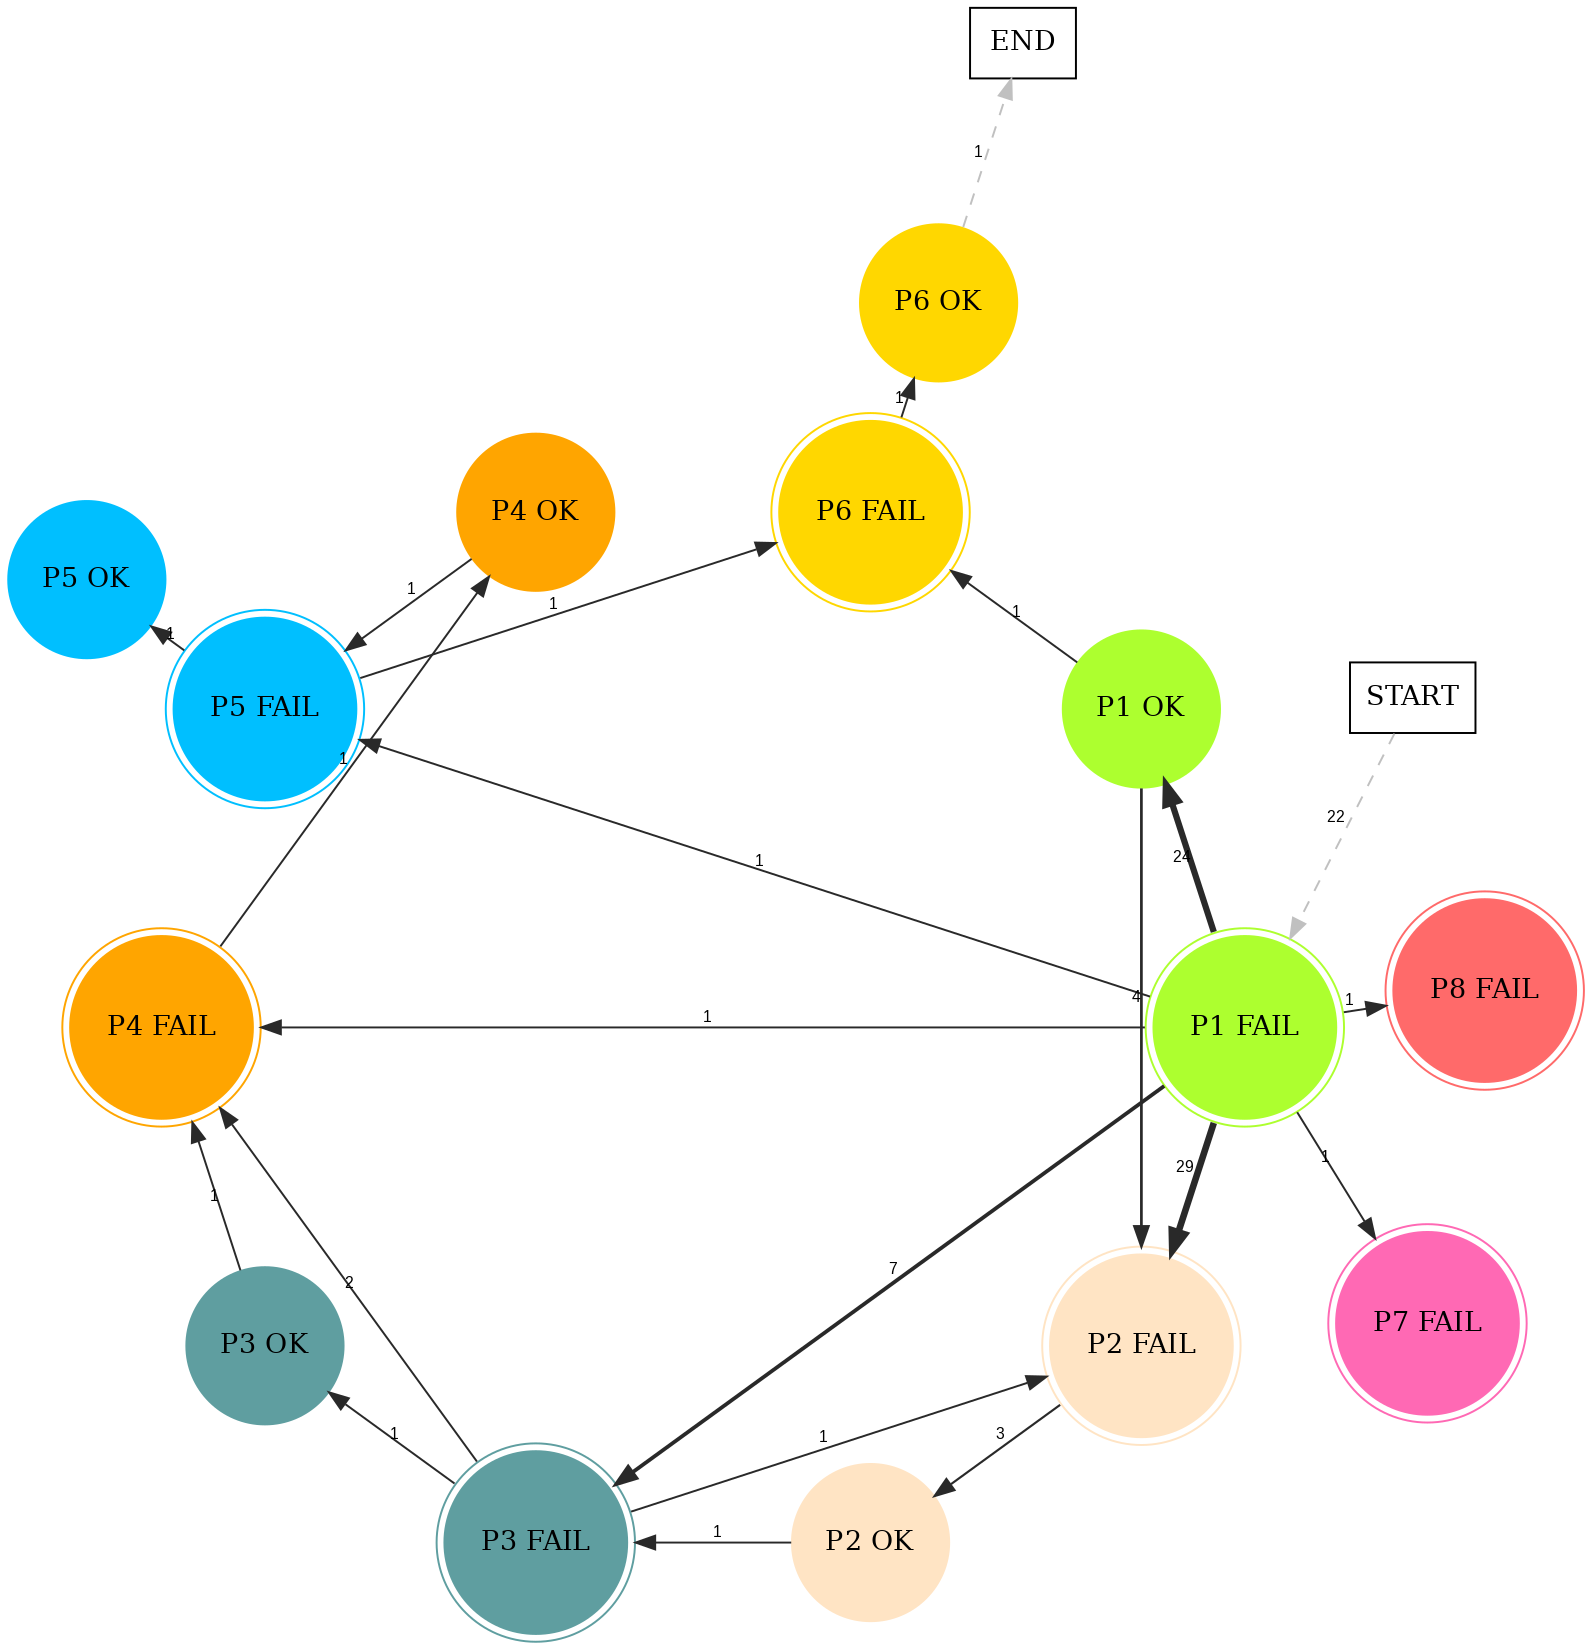 END
1
P6 OK
1
P4 OK
P6 FAIL
P5 OK
1
1
1
1
P5 FAIL
P1 OK
START
1
22
24
1
4
P8 FAIL
1
1
P4 FAIL
P1 FAIL
29
1
1
7
2
P3 OK
P2 FAIL
P7 FAIL
1
1
3
1
P3 FAIL
P2 OK